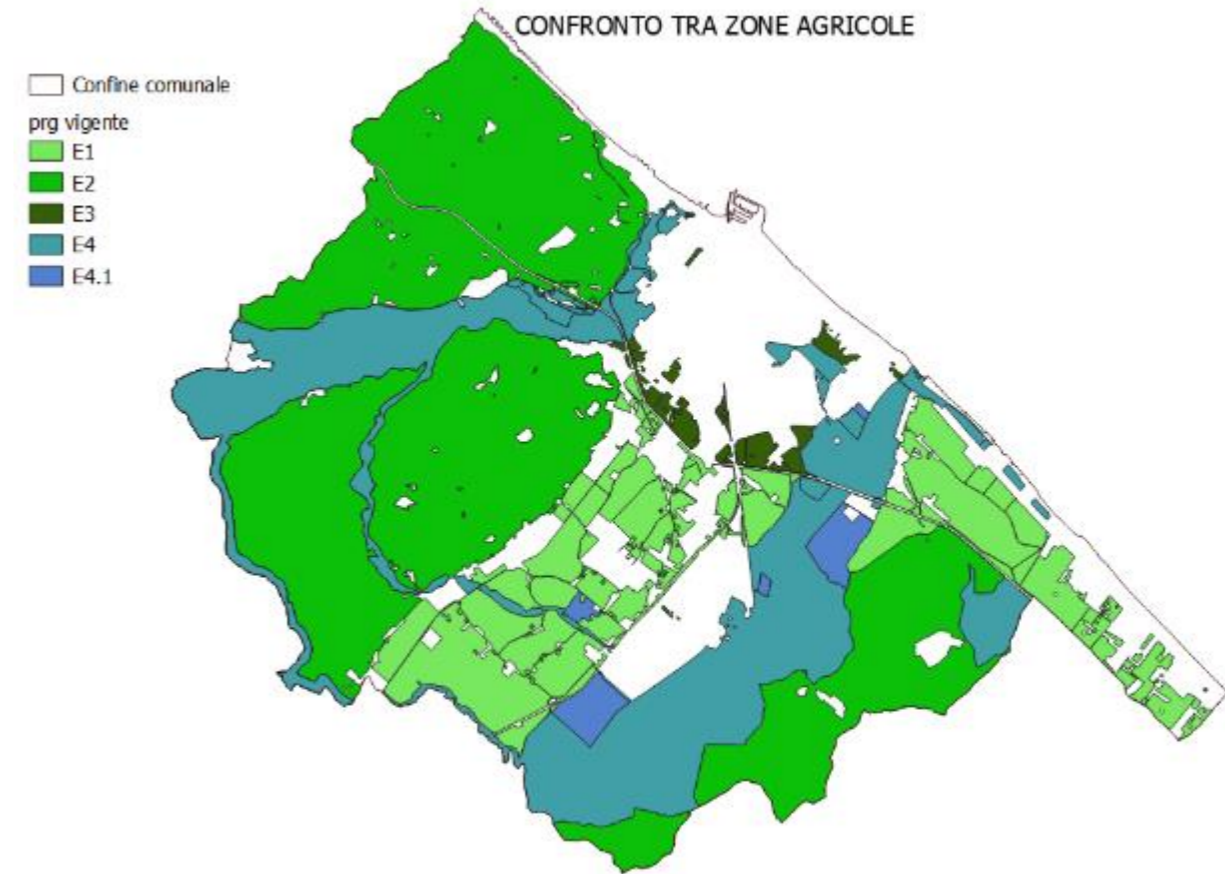 CONFRONTO TRA ZONE AGRICOLE
Confine comunale
prg vigente
E1
E2
E3
E4
E4.1